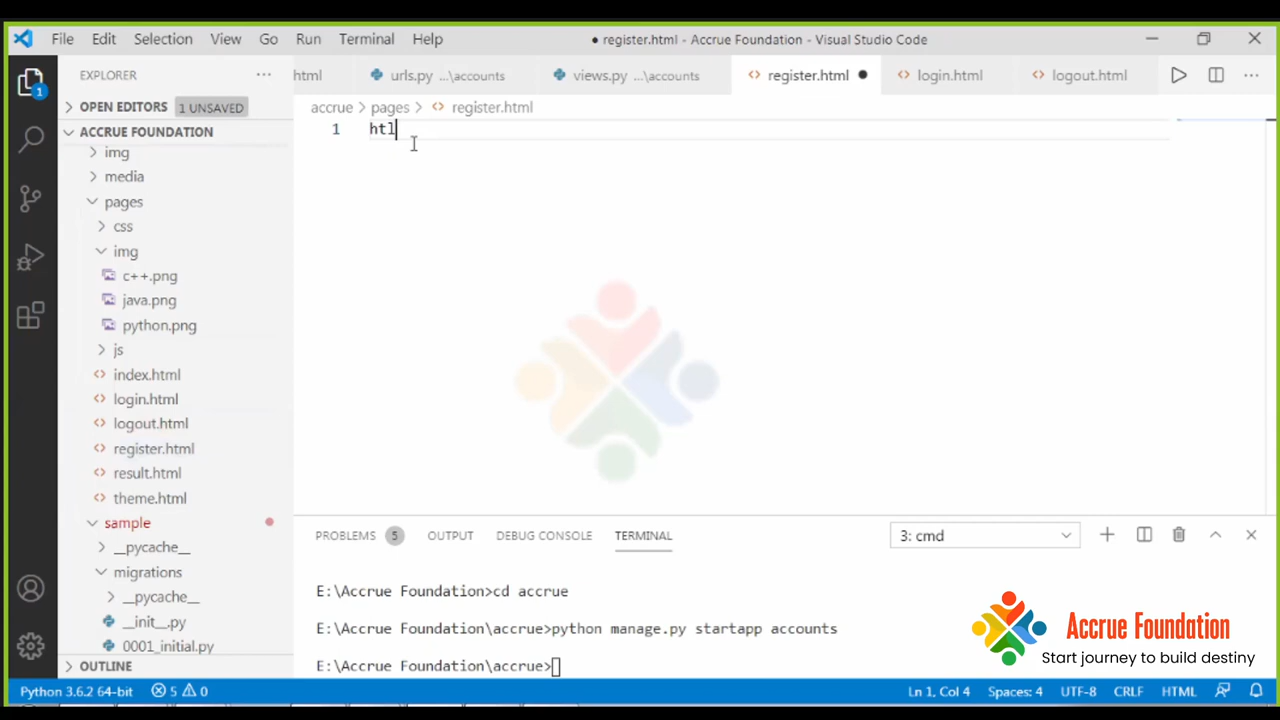 File Edit Selection View Go Run Terminal Help
● register.html - Accrue Foundation - Visual Studio Code
EXPLORER
html
urls.py ...\accounts
views.py ...\accounts
register.html
login.html
logout.html
OPEN EDITORS 1 UNSAVED
accrue > pages > register.html
ACCRUE FOUNDATION
1 htl
img
media
pages
css
img
c++.png
java.png
python.png
js
index.html
login.html
logout.html
register.html
result.html
theme.html
sample
__pycache__
migrations
__pycache__
__init__.py
0001_initial.py
OUTLINE
1
PROBLEMS 5 OUTPUT DEBUG CONSOLE TERMINAL
3: cmd
E:\Accrue Foundation>cd accrue
E:\Accrue Foundation\accrue>python manage.py startapp accounts
E:\Accrue Foundation\accrue>
Accrue Foundation
Start journey to build destiny
Python 3.6.2 64-bit 5 0
Ln 1, Col 4 Spaces: 4 UTF-8 CRLF HTML